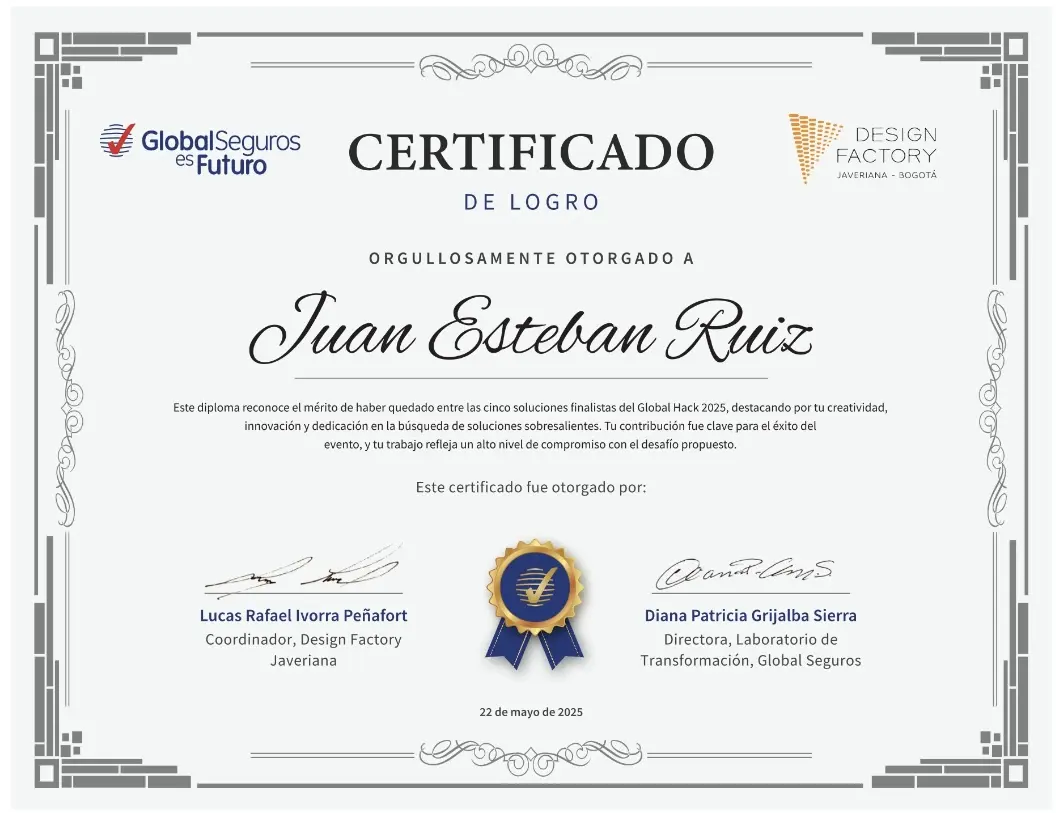 GlobalSeguros
es Futuro
CERTIFICADO
DE LOGRO
DESIGN
FACTORY
JAVERIANA - BOGOTÁ
ORGULLOSAMENTE OTORGADO A
Juan Esteban Ruiz
Este diploma reconoce el mérito de haber quedado entre las cinco soluciones finalistas del Global Hack 2025, destacando por tu creatividad,
innovación y dedicación en la búsqueda de soluciones sobresalientes. Tu contribución fue clave para el éxito del
evento, y tu trabajo refleja un alto nivel de compromiso con el desafío propuesto.
Este certificado fue otorgado por:
Lucas Rafael Ivorra Peñafort
Coordinador, Design Factory
Javeriana
Diana Patricia Grijalba Sierra
Directora, Laboratorio de
Transformación, Global Seguros
22 de mayo de 2025